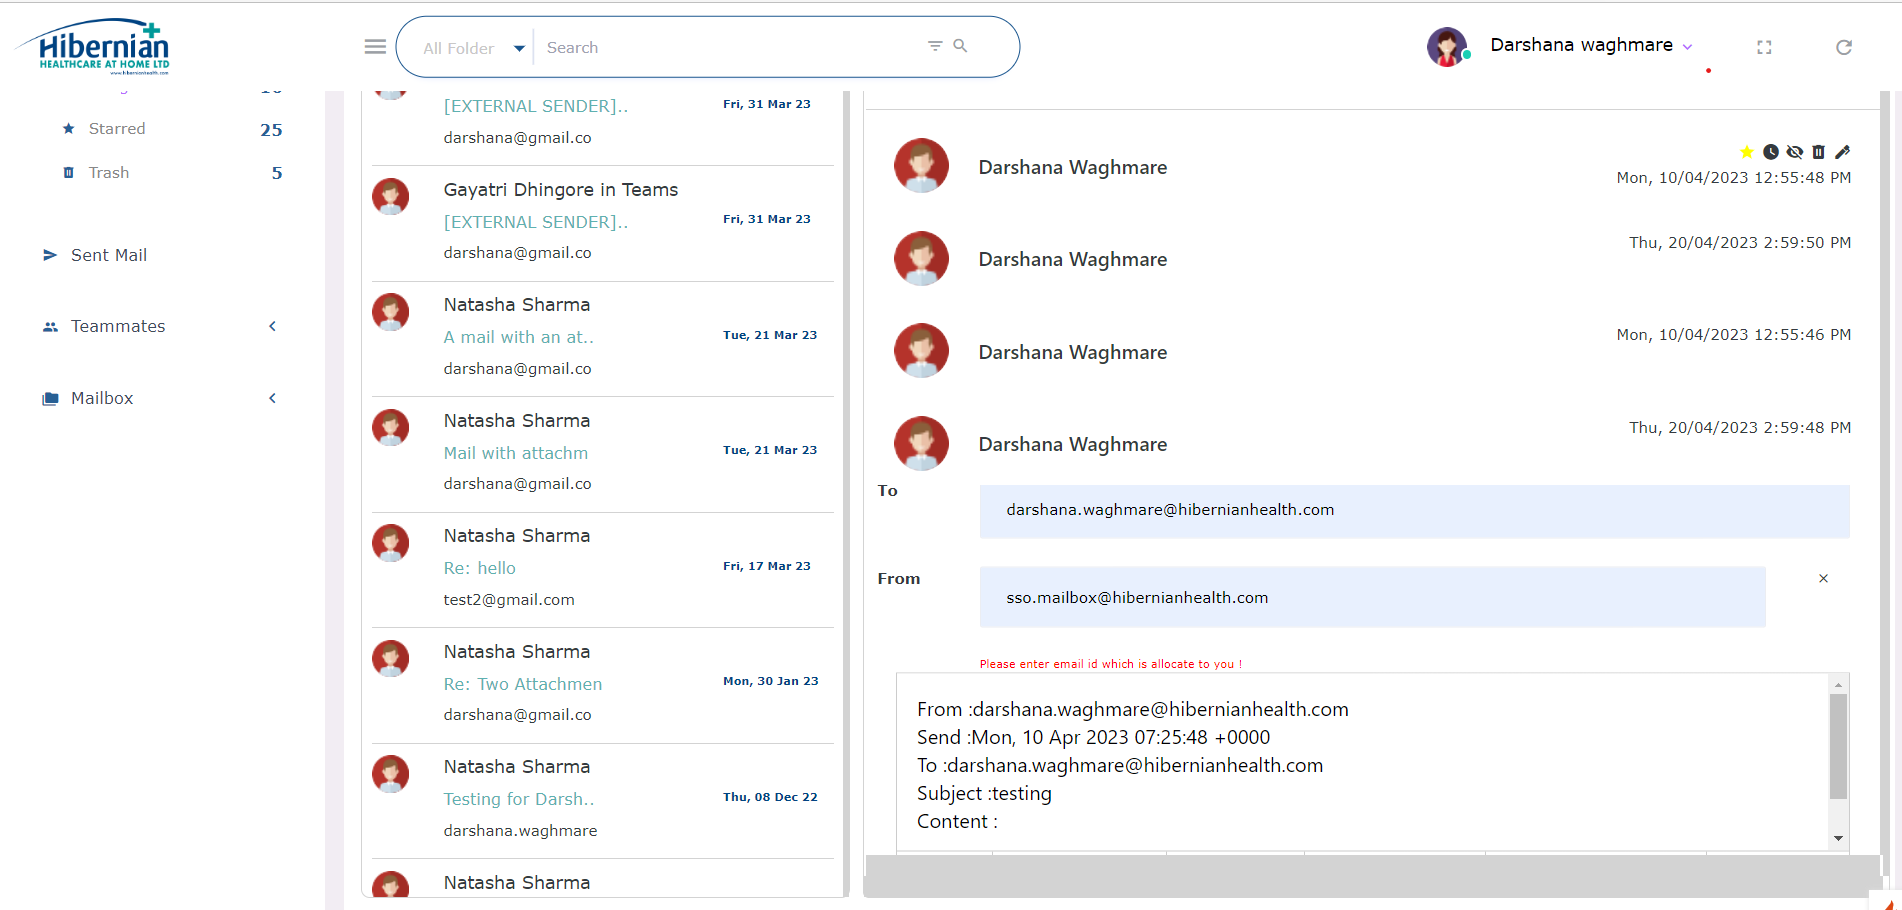 Hibernian
HEALTHCARE AT HOME LTD
www.hibernianhealth.com
All Folder
Search
Darshana waghmare
Starred
25
Trash
5
Sent Mail
Teammates
Mailbox
[EXTERNAL SENDER]..
Fri, 31 Mar 23
darshana@gmail.co
Gayatri Dhingore in Teams
[EXTERNAL SENDER]..
Fri, 31 Mar 23
darshana@gmail.co
Natasha Sharma
A mail with an at..
Tue, 21 Mar 23
darshana@gmail.co
Natasha Sharma
Mail with attachm
Tue, 21 Mar 23
darshana@gmail.co
Natasha Sharma
Re: hello
Fri, 17 Mar 23
test2@gmail.com
Natasha Sharma
Re: Two Attachmen
Mon, 30 Jan 23
darshana@gmail.co
Natasha Sharma
Testing for Darsh..
Thu, 08 Dec 22
darshana.waghmare
Natasha Sharma
Darshana Waghmare
Mon, 10/04/2023 12:55:48 PM
Darshana Waghmare
Thu, 20/04/2023 2:59:50 PM
Darshana Waghmare
Mon, 10/04/2023 12:55:46 PM
Darshana Waghmare
Thu, 20/04/2023 2:59:48 PM
To
darshana.waghmare@hibernianhealth.com
From
sso.mailbox@hibernianhealth.com
Please enter email id which is allocate to you !
From :darshana.waghmare@hibernianhealth.com
Send :Mon, 10 Apr 2023 07:25:48 +0000
To :darshana.waghmare@hibernianhealth.com
Subject :testing
Content :